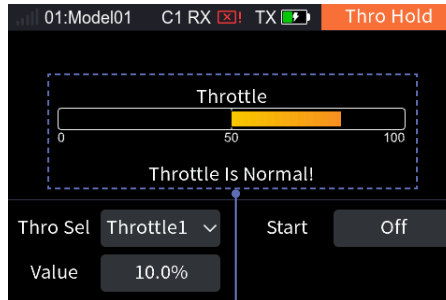 01:Model01 C1 RX ! TX Thro Hold
Throttle
0 50 100
Throttle Is Normal!
Thro Sel Throttle1 Start Off
Value 10.0%